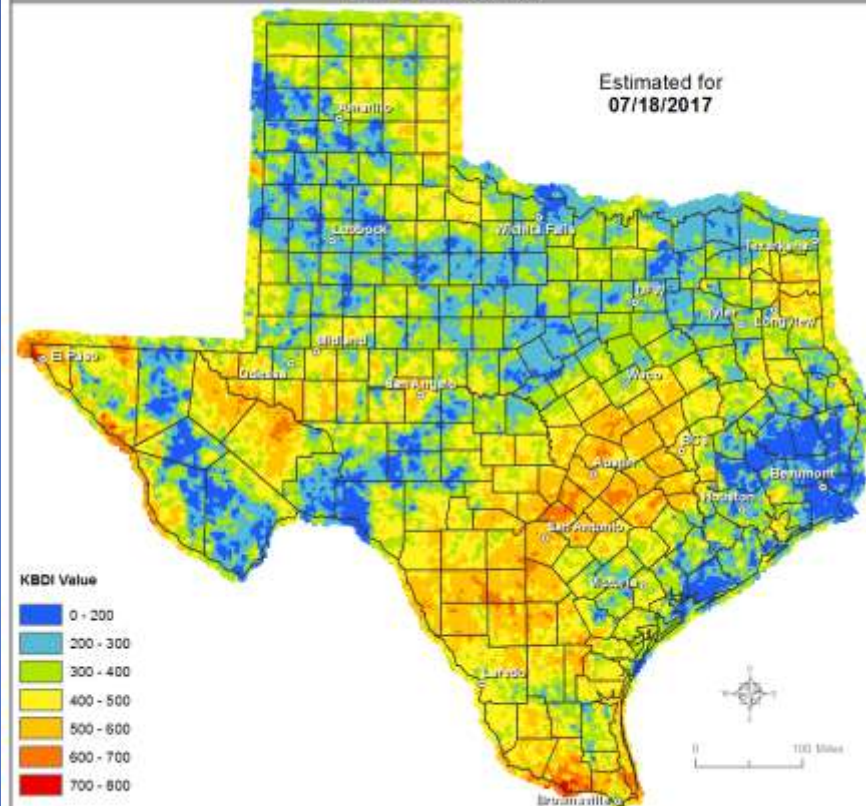 Estimated for
07/18/2017
Amarillo
Lubbock
Wichita Falls
Texarkana
Tyler
Longview
El Paso
Midland
Odessa
San Angelo
Waco
BCS
Austin
Beaumont
Houston
San Antonio
Victoria
Laredo
Brownsville
KBDI Value
0 - 200
200 - 300
300 - 400
400 - 500
500 - 600
600 - 700
700 - 800
0 100 Miles